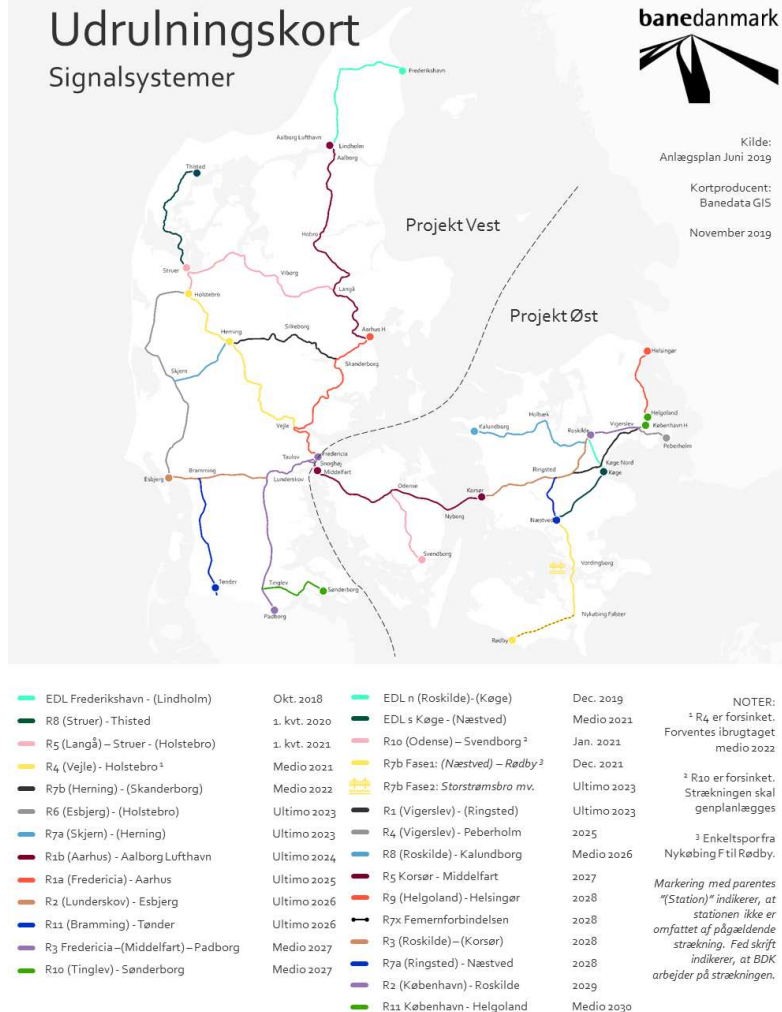 Udrulningskort
Signalsystemer
banedanmark
Kilde:
Anlægsplan Juni 2019
Kortproducent:
Banedata GIS
November 2019
Projekt Vest
Projekt Øst
Frederikshavn
Aalborg Lufthavn
Lindholm
Aalborg
Thisted
Hobro
Struer
Viborg
Langå
Holstebro
Herning
Silkeborg
Aarhus H
Skanderborg
Skjern
Vejle
Fredericia
Taulov
Snoghøj
Middelfart
Esbjerg
Bramming
Lunderskov
Tønder
Tinglev
Sønderborg
Padborg
Odense
Nyborg
Korsør
Svendborg
Helsingør
Helgoland
København H
Vigerslev
Peberholm
Roskilde
Holbæk
Kalundborg
Køge Nord
Køge
Ringsted
Næstved
Vordingborg
Nykøbing Falster
Rødby
EDL Frederikshavn - (Lindholm) Okt. 2018
R8 (Struer) - Thisted 1. kvt. 2020
R5 (Langå) – Struer - (Holstebro) 1. kvt. 2021
R4 (Vejle) - Holstebro ¹ Medio 2021
R7b (Herning) - (Skanderborg) Medio 2022
R6 (Esbjerg) - (Holstebro) Ultimo 2023
R7a (Skjern) - (Herning) Ultimo 2023
R1b (Aarhus) - Aalborg Lufthavn Ultimo 2024
R1a (Fredericia) - Aarhus Ultimo 2025
R2 (Lunderskov) - Esbjerg Ultimo 2026
R11 (Bramming) - Tønder Ultimo 2026
R3 Fredericia –(Middelfart) – Padborg Medio 2027
R10 (Tinglev) - Sønderborg Medio 2027
EDL n (Roskilde)- (Køge) Dec. 2019
EDL s Køge - (Næstved) Medio 2021
R10 (Odense) – Svendborg ² Jan. 2021
R7b Fase1: (Næstved) – Rødby ³ Dec. 2021
R7b Fase2: Storstrømsbro mv. Ultimo 2023
R1 (Vigerslev) - (Ringsted) Ultimo 2023
R4 (Vigerslev) - Peberholm 2025
R8 (Roskilde) - Kalundborg Medio 2026
R5 Korsør - Middelfart 2027
R9 (Helgoland) - Helsingør 2028
R7x Femernforbindelsen 2028
R3 (Roskilde) – (Korsør) 2028
R7a (Ringsted) - Næstved 2028
R2 (København) - Roskilde 2029
R11 København - Helgoland Medio 2030
NOTER:
¹ R4 er forsinket.
Forventes ibrugtaget
medio 2022
² R10 er forsinket.
Strækningen skal
genplanlægges
³ Enkeltspor fra
Nykøbing F til Rødby.
Markering med parentes
"(Station)" indikerer, at
stationen ikke er
omfattet af pågældende
strækning. Fed skrift
indikerer, at BDK
arbejder på strækningen.